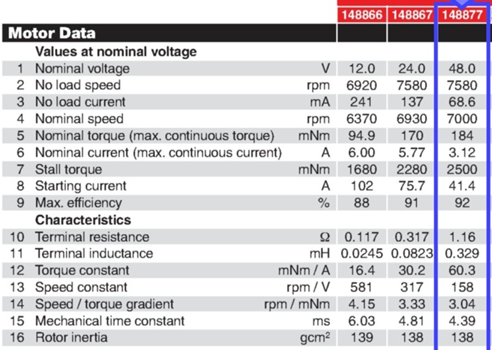 148866 148867 148877
Motor Data
Values at nominal voltage
1 Nominal voltage V 12.0 24.0 48.0
2 No load speed rpm 6920 7580 7580
3 No load current mA 241 137 68.6
4 Nominal speed rpm 6370 6930 7000
5 Nominal torque (max. continuous torque) mNm 94.9 170 184
6 Nominal current (max. continuous current) A 6.00 5.77 3.12
7 Stall torque mNm 1680 2280 2500
8 Starting current A 102 75.7 41.4
9 Max. efficiency % 88 91 92
Characteristics
10 Terminal resistance Ω 0.117 0.317 1.16
11 Terminal inductance mH 0.0245 0.0823 0.329
12 Torque constant mNm / A 16.4 30.2 60.3
13 Speed constant rpm / V 581 317 158
14 Speed / torque gradient rpm / mNm 4.15 3.33 3.04
15 Mechanical time constant ms 6.03 4.81 4.39
16 Rotor inertia gcm² 139 138 138